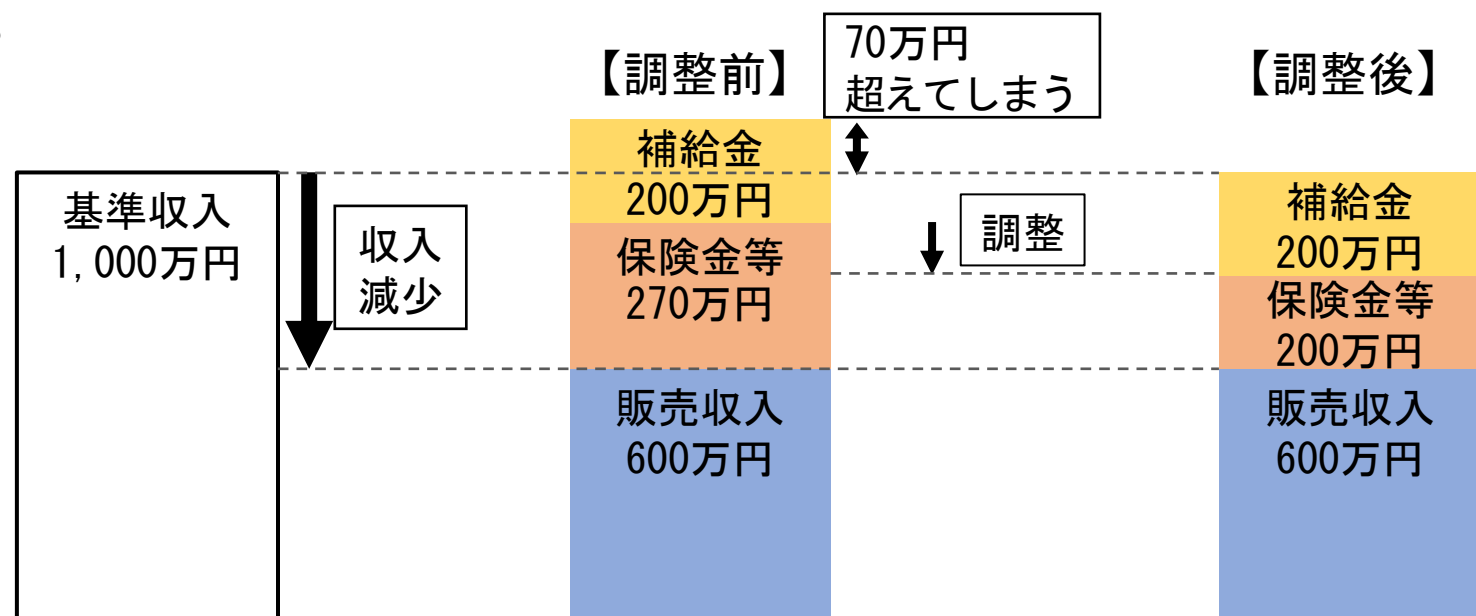 【調整前】
70万円
超えてしまう
【調整後】
基準収入
1,000万円
収入
減少
補給金
200万円
保険金等
270万円
販売収入
600万円
調整
補給金
200万円
保険金等
200万円
販売収入
600万円